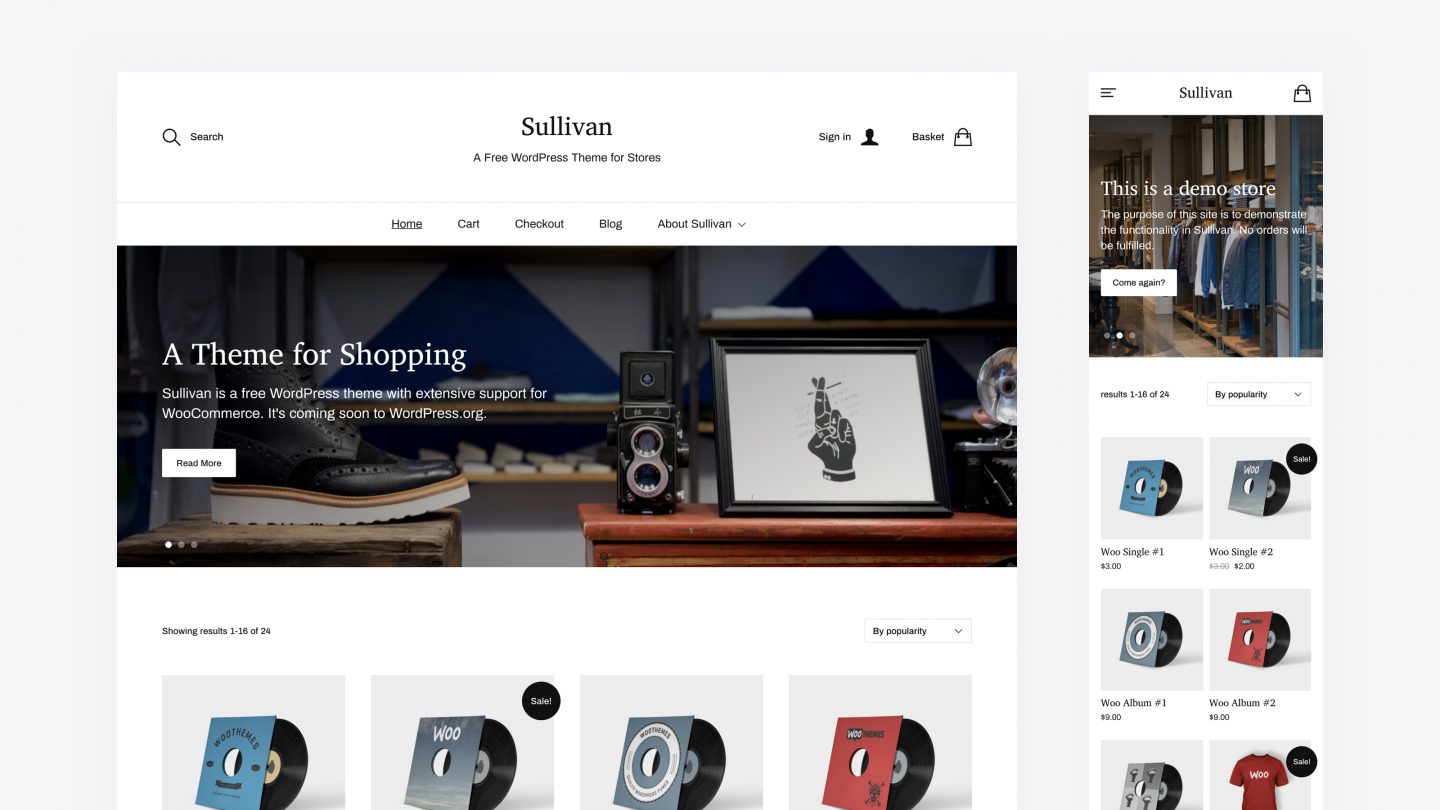 Search
Sullivan
A Free WordPress Theme for Stores
Sign in
Basket
Home
Cart
Checkout
Blog
About Sullivan
A Theme for Shopping
Sullivan is a free WordPress theme with extensive support for
WooCommerce. It's coming soon to WordPress.org.
Read More
Showing results 1-16 of 24
By popularity
WOOTHEMES
Sale!
WOO
WOOTHEMES
WOOTHEMES
Sullivan
This is a demo store
The purpose of this site is to demonstrate
the functionality in Sullivan. No orders will
be fulfilled.
Come again?
results 1-16 of 24
By popularity
WOOTHEMES
Sale!
WOO
Woo Single #1
$3.00
Woo Single #2
$3.00 $2.00
WOOTHEMES
Woo Album #1
$9.00
Woo Album #2
$9.00
Sale!
WOO